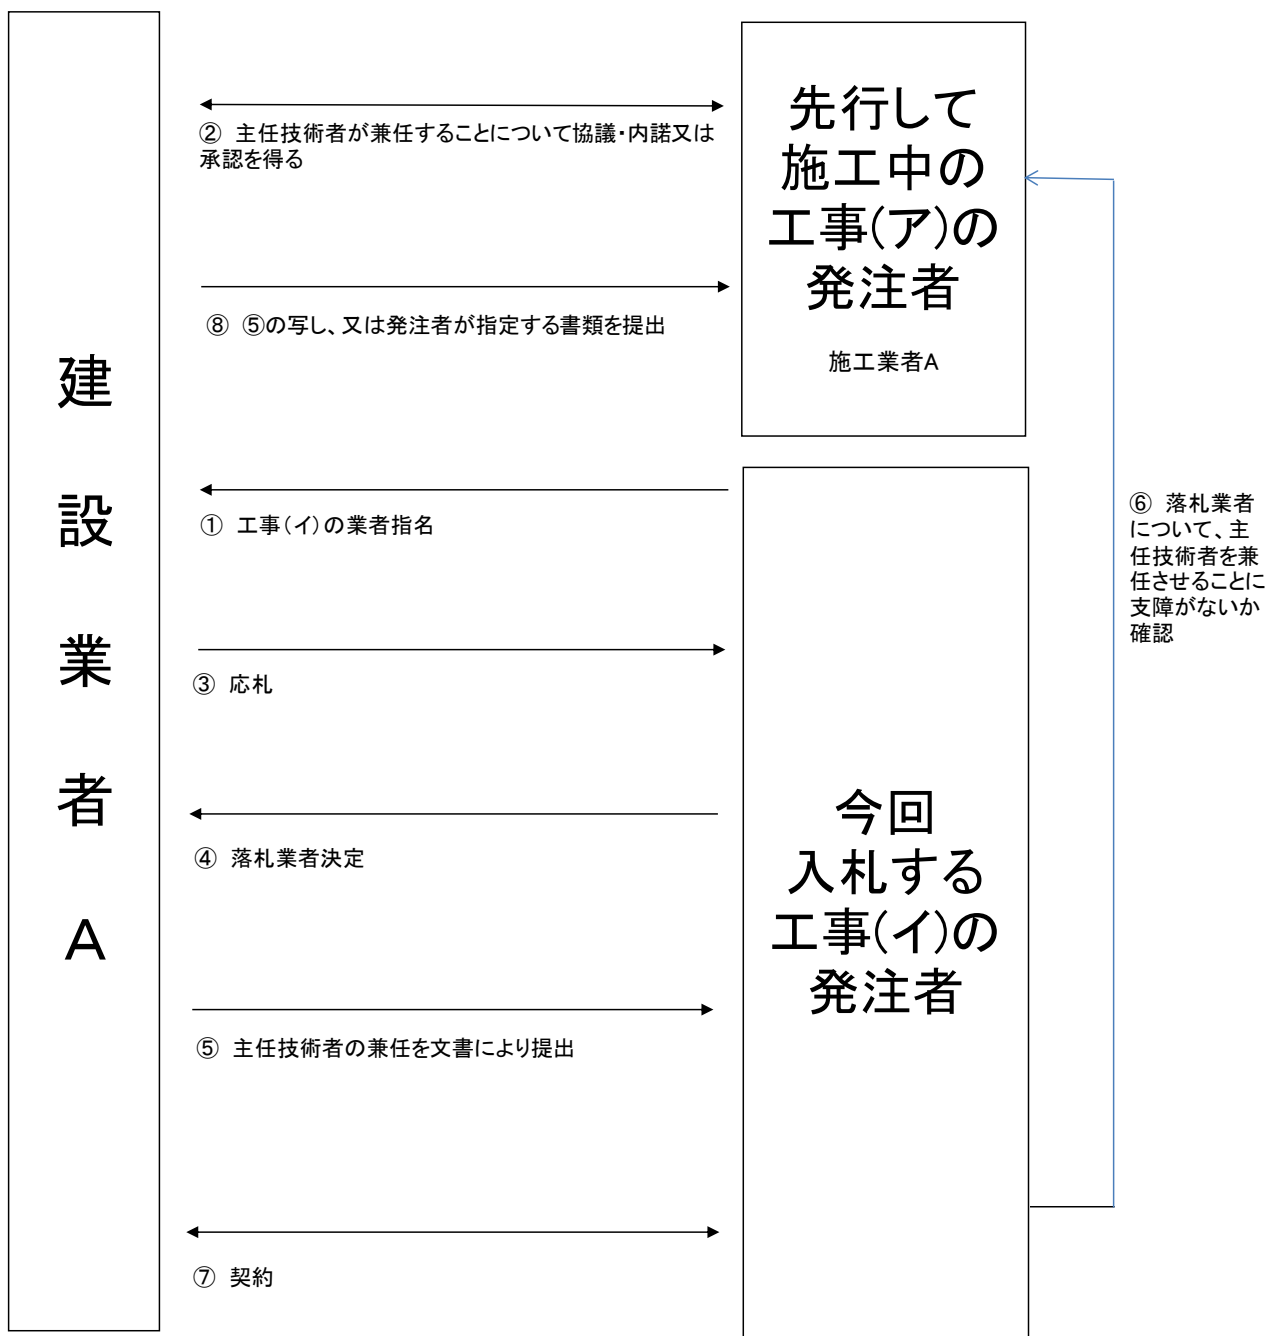 建
設
業
者
A
② 主任技術者が兼任することについて協議・内諾又は
承認を得る
⑧ ⑤の写し、又は発注者が指定する書類を提出
① 工事(イ)の業者指名
③ 応札
④ 落札業者決定
⑤ 主任技術者の兼任を文書により提出
⑦ 契約
先行して
施工中の
工事(ア)の
発注者
施工業者A
今回
入札する
工事(イ)の
発注者
⑥ 落札業者
について、主
任技術者を兼
任させることに
支障がないか
確認